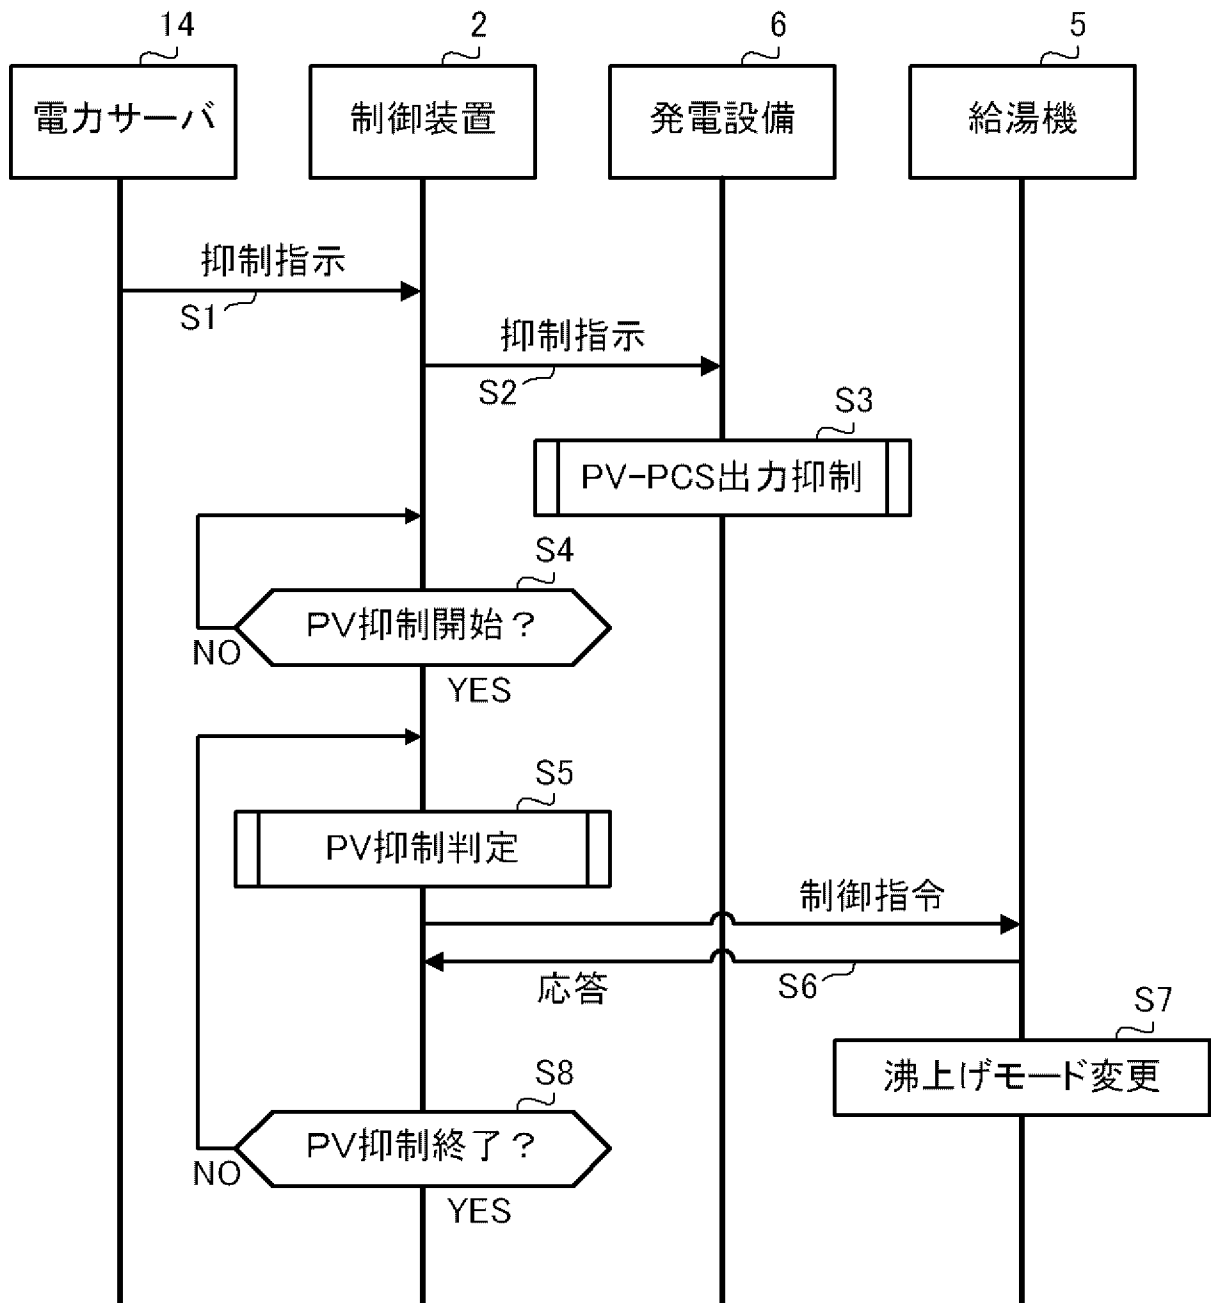 14
2
6
5
電力サーバ
制御装置
発電設備
給湯機
抑制指示
S1
抑制指示
S2
S3
PV-PCS出力抑制
S4
PV抑制開始?
NO
YES
S5
PV抑制判定
制御指令
応答
S6
S7
沸上げモード変更
S8
PV抑制終了?
NO
YES